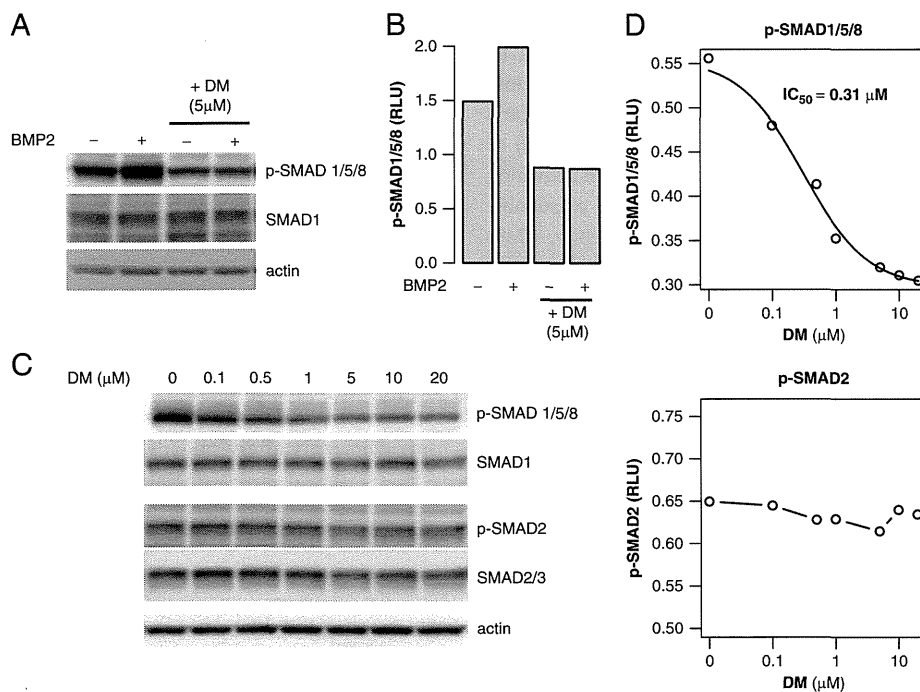 A
+ DM
(5μM)
BMP2 – + – +
p-SMAD 1/5/8
SMAD1
actin
B
p-SMAD1/5/8 (RLU)
2.0
1.5
1.0
0.5
0.0
BMP2 – + – +
+ DM
(5μM)
C
DM (μM) 0 0.1 0.5 1 5 10 20
p-SMAD 1/5/8
SMAD1
p-SMAD2
SMAD2/3
actin
D
p-SMAD1/5/8
p-SMAD1/5/8 (RLU)
0.55
0.50
0.45
0.40
0.35
0.30
IC50 = 0.31 μM
0 0.1 1 10
DM (μM)
p-SMAD2
p-SMAD2 (RLU)
0.75
0.70
0.65
0.60
0.55
0.50
0 0.1 1 10
DM (μM)